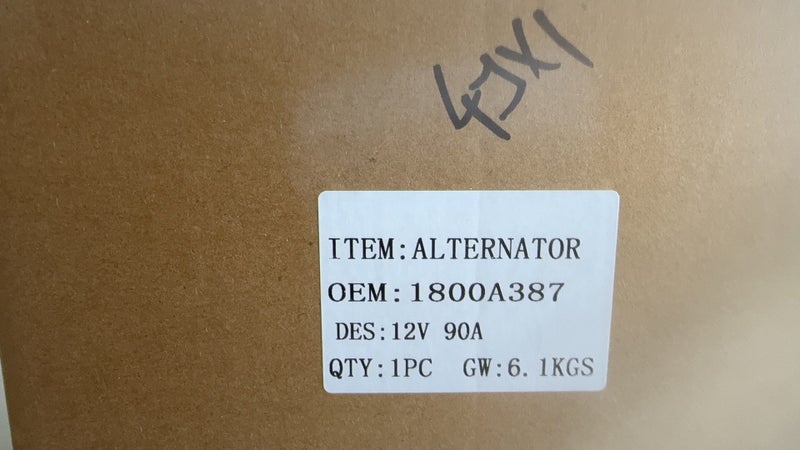 4JX1
ITEM:ALTERNATOR
OEM:1800A387
DES:12V 90A
QTY:1PC GW:6.1KGS